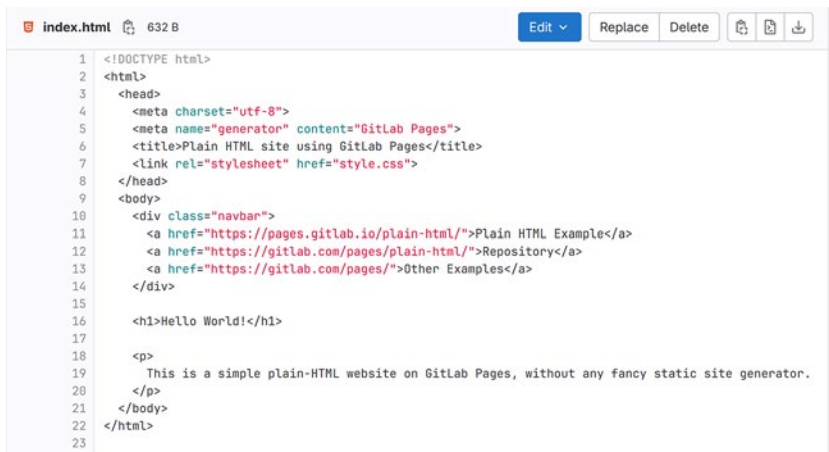 index.html 632 B Edit Replace Delete
1 <!DOCTYPE html>
2 <html>
3   <head>
4     <meta charset="utf-8">
5     <meta name="generator" content="GitLab Pages">
6     <title>Plain HTML site using GitLab Pages</title>
7     <link rel="stylesheet" href="style.css">
8   </head>
9   <body>
10     <div class="navbar">
11       <a href="https://pages.gitlab.io/plain-html/">Plain HTML Example</a>
12       <a href="https://gitlab.com/pages/plain-html/">Repository</a>
13       <a href="https://gitlab.com/pages/">Other Examples</a>
14     </div>
15
16     <h1>Hello World!</h1>
17
18     <p>
19       This is a simple plain-HTML website on GitLab Pages, without any fancy static site generator.
20     </p>
21   </body>
22 </html>
23